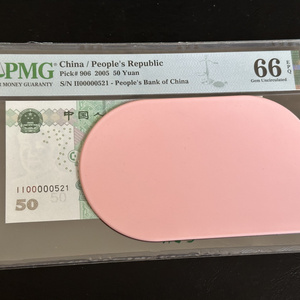 PMG
MONEY GUARANTY
China / People's Republic
Pick# 906 2005 50 Yuan
S/N II00000521 - People's Bank of China
66 EPQ
Gem Uncirculated
中国人
II00000521
50
50